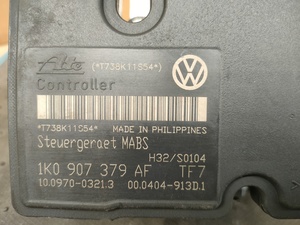 Ate (*T738K11S54*)
Controller
*T738K11S54* MADE IN PHILIPPINES
Steuergeraet MABS
H32/S0104
1K0 907 379 AF TF7
10.0970-0321.3 00.0404-913D.1